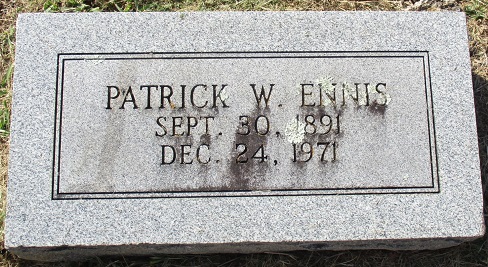 PATRICK W. ENNIS
SEPT. 30, 1891
DEC. 24, 1971